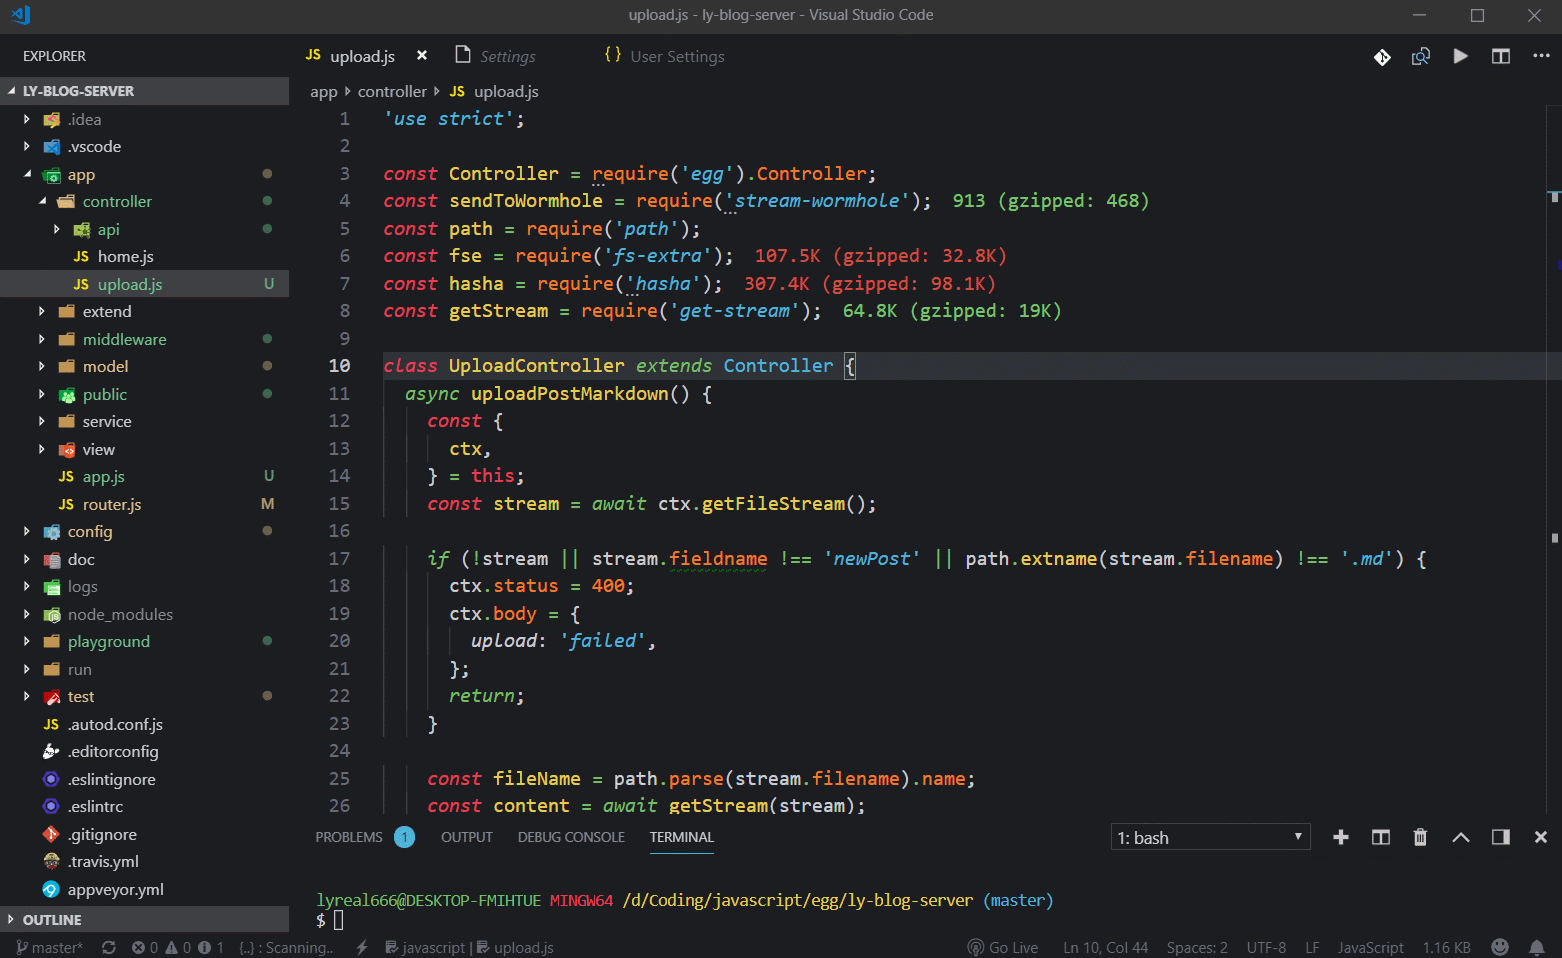 upload.js - ly-blog-server - Visual Studio Code
EXPLORER
LY-BLOG-SERVER
.idea
.vscode
app
controller
api
home.js
upload.js U
extend
middleware
model
public
service
view
app.js U
router.js M
config
doc
logs
node_modules
playground
run
test
.autod.conf.js
.editorconfig
.eslintignore
.eslintrc
.gitignore
.travis.yml
appveyor.yml
OUTLINE
JS upload.js Settings {} User Settings
app controller JS upload.js
1 'use strict';
2
3 const Controller = require('egg').Controller;
4 const sendToWormhole = require('stream-wormhole'); 913 (gzipped: 468)
5 const path = require('path');
6 const fse = require('fs-extra'); 107.5K (gzipped: 32.8K)
7 const hasha = require('hasha'); 307.4K (gzipped: 98.1K)
8 const getStream = require('get-stream'); 64.8K (gzipped: 19K)
9
10 class UploadController extends Controller {
11 async uploadPostMarkdown() {
12 const {
13 ctx,
14 } = this;
15 const stream = await ctx.getFileStream();
16
17 if (!stream || stream.fieldname !== 'newPost' || path.extname(stream.filename) !== '.md') {
18 ctx.status = 400;
19 ctx.body = {
20 upload: 'failed',
21 };
22 return;
23 }
24
25 const fileName = path.parse(stream.filename).name;
26 const content = await getStream(stream);
PROBLEMS 1 OUTPUT DEBUG CONSOLE TERMINAL 1: bash
lyreal666@DESKTOP-FMIHTUE MINGW64 /d/Coding/javascript/egg/ly-blog-server (master)
$
master* 0 0 1 {..} : Scanning.. javascript | upload.js Go Live Ln 10, Col 44 Spaces: 2 UTF-8 LF JavaScript 1.16 KB